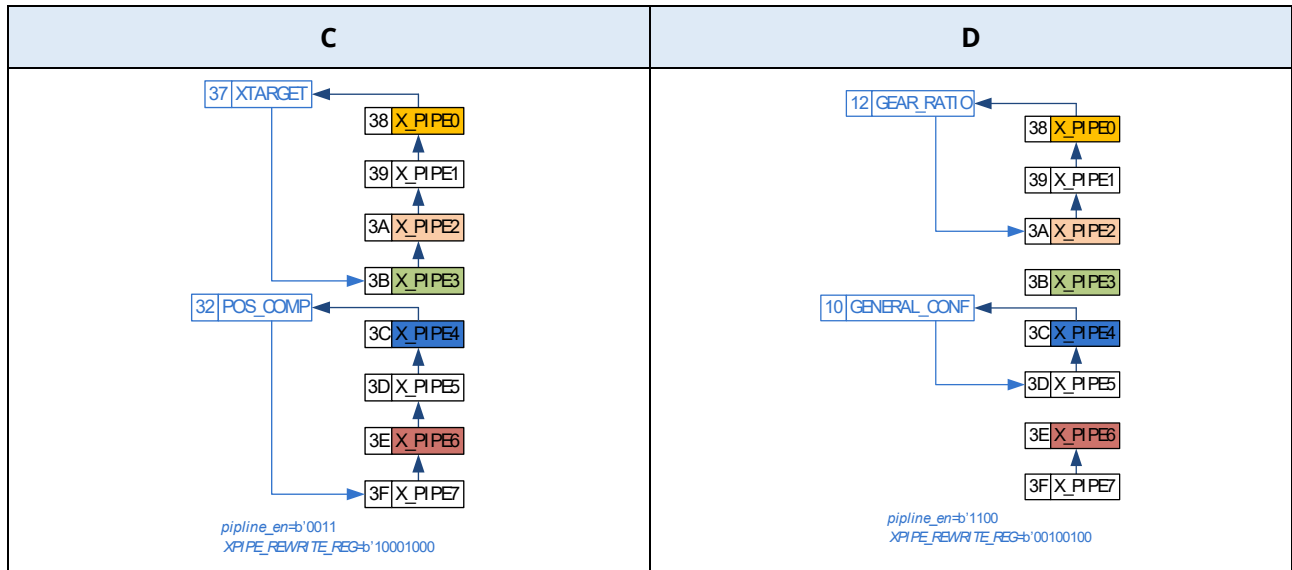 C
D
37 XTARGET
38 X_PIPE0
39 X_PIPE1
3A X_PIPE2
3B X_PIPE3
32 POS_COMP
3C X_PIPE4
3D X_PIPE5
3E X_PIPE6
3F X_PIPE7
pipline_en=b'0011
XPIPE_REWRITE_REG=b'10001000
12 GEAR_RATIO
38 X_PIPE0
39 X_PIPE1
3A X_PIPE2
3B X_PIPE3
10 GENERAL_CONF
3C X_PIPE4
3D X_PIPE5
3E X_PIPE6
3F X_PIPE7
pipline_en=b'1100
XPIPE_REWRITE_REG=b'00100100